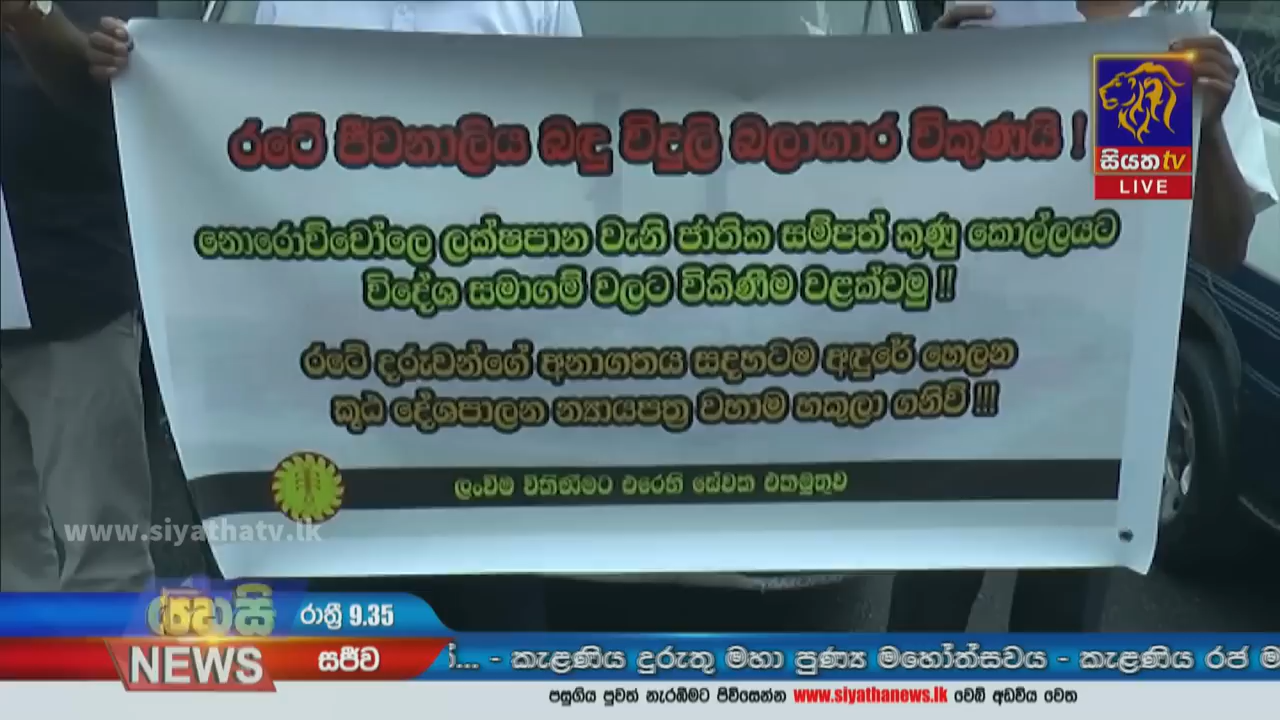 රටේ ජීවනාලිය බඳු විදුලි බලාගාර විකුණයි !
නොරොච්චෝලෙ ලක්ෂපාන වැනි ජාතික සම්පත් කුණු කොල්ලයට
විදේශ සමාගම් වලට විකිණීම වළක්වමු !!
රටේ දරුවන්ගේ අනාගතය සදහටම අඳුරේ හෙලන
කූඨ දේශපාලන න්‍යායපත්‍ර වහාම හකුලා ගනිව් !!!
ලංවිම විකිණීමට එරෙහි සේවක එකමුතුව
සියත tv
LIVE
www.siyathatv.lk
රාත්‍රී 9.35
NEWS
සජීව
... - කැළණිය දුරුතු මහා පුණ්‍ය මහෝත්සවය - කැළණිය රජ ම
පසුගිය පුවත් නැරඹීමට පිවිසෙන්න www.siyathanews.lk වෙබ් අඩවිය වෙත